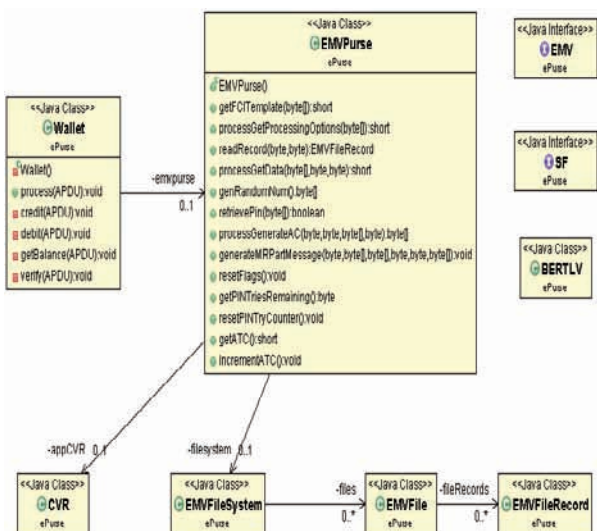 <<Java Class>>
EMVPurse
ePurse
EMVPurse()
getFCITemplate(byte[]):short
processGetProcessingOptions(byte[]):short
readRecord(byte,byte):EMVFileRecord
processGetData(byte[],byte,byte):short
genRandomNum():byte[]
retrievePin(byte[]):boolean
processGenerateAC(byte,byte,byte[],byte):byte[]
generateMRPartMessage(byte,byte[],byte[],byte,byte,byte[]):void
resetFlags():void
getPINTriesRemaining():byte
resetPINTryCounter():void
getATC():short
incrementATC():void
<<Java Interface>>
EMV
ePurse
<<Java Interface>>
SF
ePurse
<<Java Class>>
BERTLV
ePurse
<<Java Class>>
Wallet
ePurse
Wallet()
process(APDU):void
credit(APDU):void
debit(APDU):void
getBalance(APDU):void
verify(APDU):void
-emvpurse
0..1
-appCVR 0..1
-filesystem 0..1
<<Java Class>>
CVR
ePurse
<<Java Class>>
EMVFileSystem
ePurse
-files
0..*
<<Java Class>>
EMVFile
ePurse
-fileRecords
0..*
<<Java Class>>
EMVFileRecord
ePurse